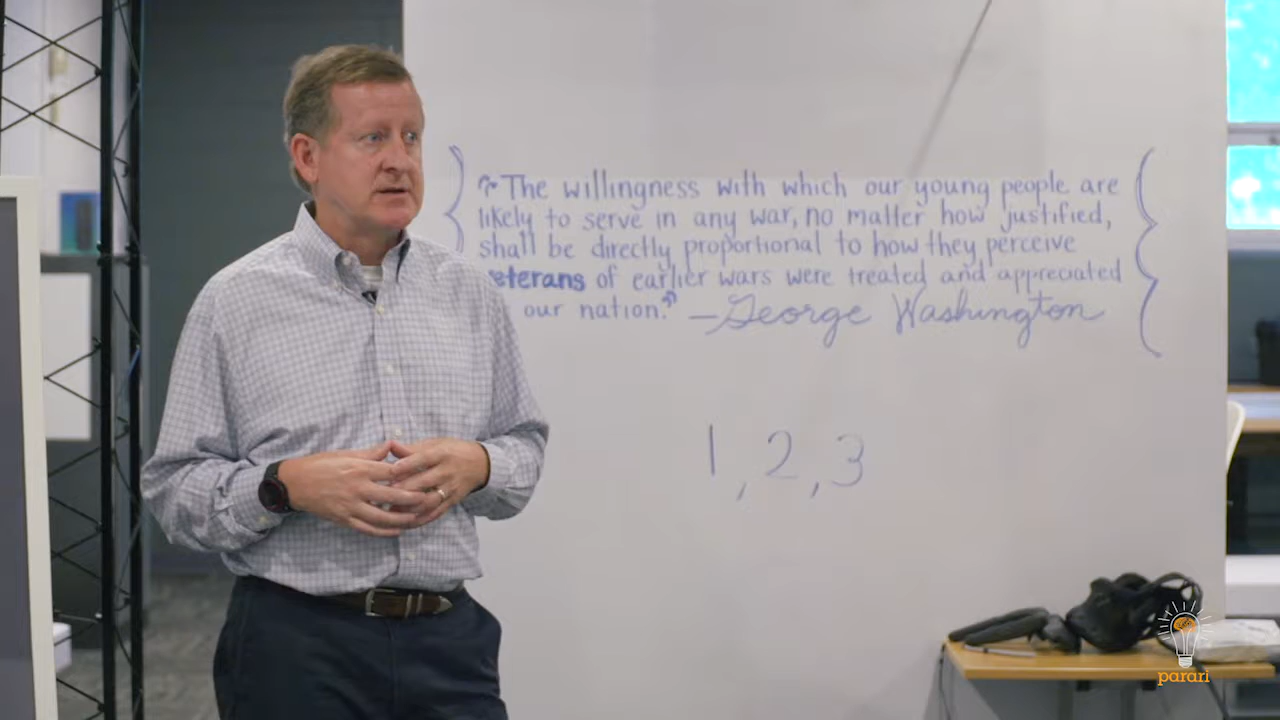 "The willingness with which our young people are
likely to serve in any war, no matter how justified,
shall be directly proportional to how they perceive
eterans of earlier wars were treated and appreciated
our nation." —George Washington
1, 2, 3
parari